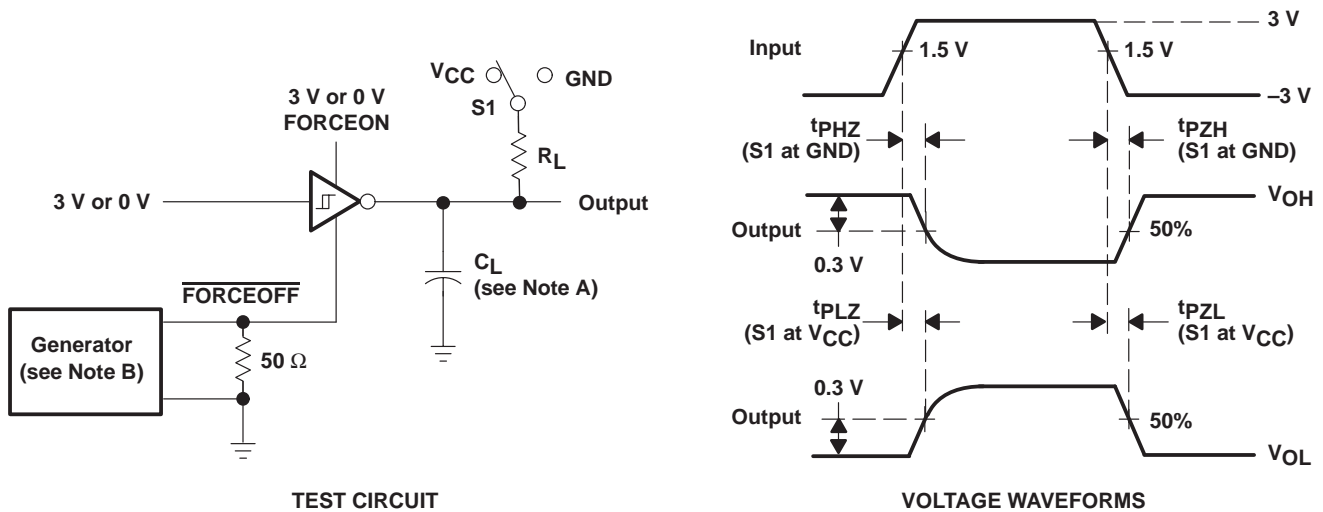 3 V or 0 V
FORCEON
VCC
GND
S1
RL
3 V or 0 V
Output
CL
(see Note A)
FORCEOFF
Generator
(see Note B)
50 Ω
TEST CIRCUIT
Input
3 V
1.5 V
1.5 V
–3 V
tPHZ
(S1 at GND)
tPZH
(S1 at GND)
VOH
Output
50%
0.3 V
tPLZ
(S1 at VCC)
tPZL
(S1 at VCC)
0.3 V
Output
50%
VOL
VOLTAGE WAVEFORMS